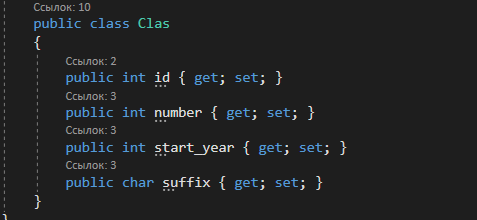 Ссылок: 10
public class Clas
{
Ссылок: 2
public int id { get; set; }
Ссылок: 3
public int number { get; set; }
Ссылок: 3
public int start_year { get; set; }
Ссылок: 3
public char suffix { get; set; }
}
}